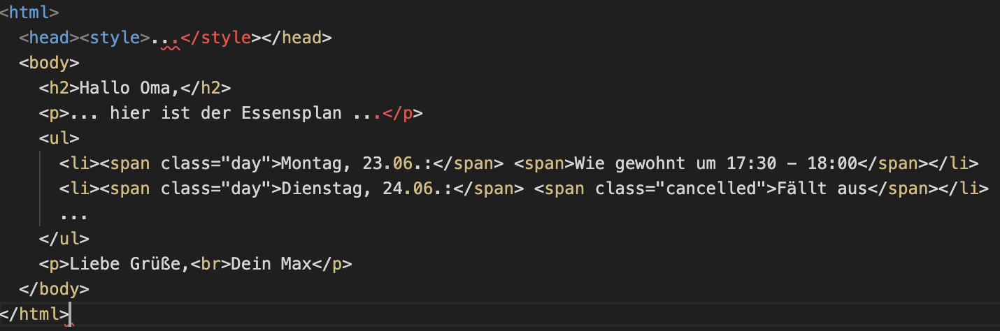 <html>
  <head><style>...</style></head>
  <body>
    <h2>Hallo Oma,</h2>
    <p>... hier ist der Essensplan ...</p>
    <ul>
      <li><span class="day">Montag, 23.06.:</span> <span>Wie gewohnt um 17:30 – 18:00</span></li>
      <li><span class="day">Dienstag, 24.06.:</span> <span class="cancelled">Fällt aus</span></li>
      ...
    </ul>
    <p>Liebe Grüße,<br>Dein Max</p>
  </body>
</html>